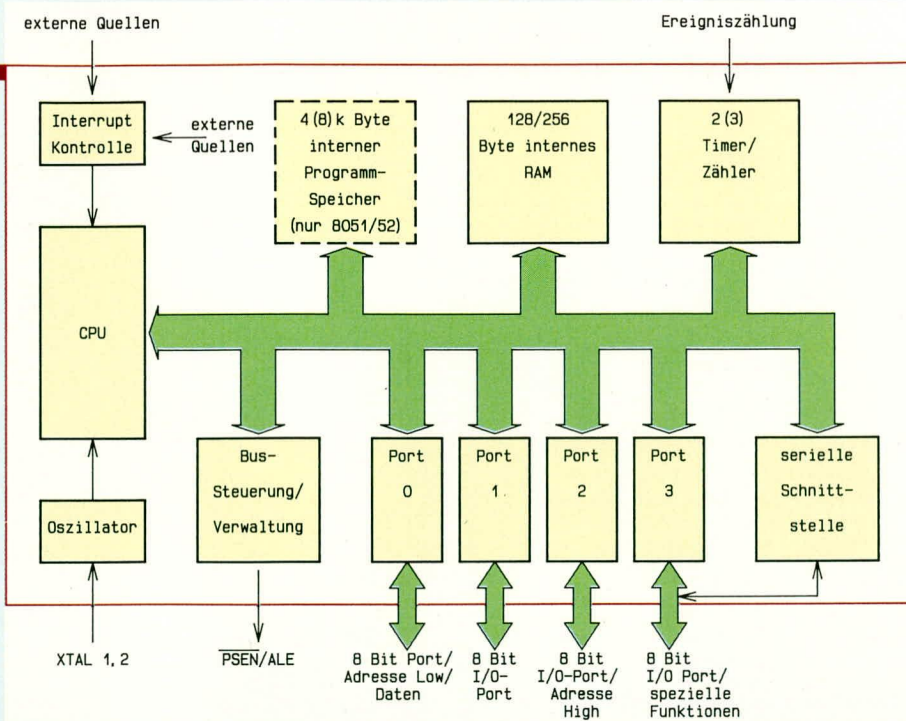 externe Quellen
Ereigniszählung
Interrupt
Kontrolle
externe
Quellen
4(8)k Byte
interner
Programm-
Speicher
(nur 8051/52)
128/256
Byte internes
RAM
2(3)
Timer/
Zähler
CPU
Bus-
Steuerung/
Verwaltung
Port
0
Port
1
Port
2
Port
3
serielle
Schnitt-
stelle
Oszillator
XTAL 1,2
PSEN/ALE
8 Bit Port/
Adresse Low/
Daten
8 Bit
I/O-
Port
8 Bit
I/O-Port/
Adresse
High
8 Bit
I/O Port/
spezielle
Funktionen